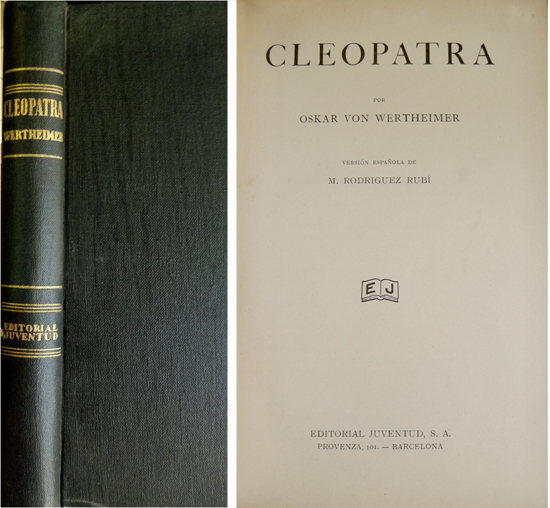 CLEOPATRA
WERTHEIMER
EDITORIAL
JUVENTUD
CLEOPATRA
POR
OSKAR VON WERTHEIMER
VERSIÓN ESPAÑOLA DE
M. RODRIGUEZ RUBÍ
EJ
EDITORIAL JUVENTUD, S. A.
PROVENZA, 101. — BARCELONA